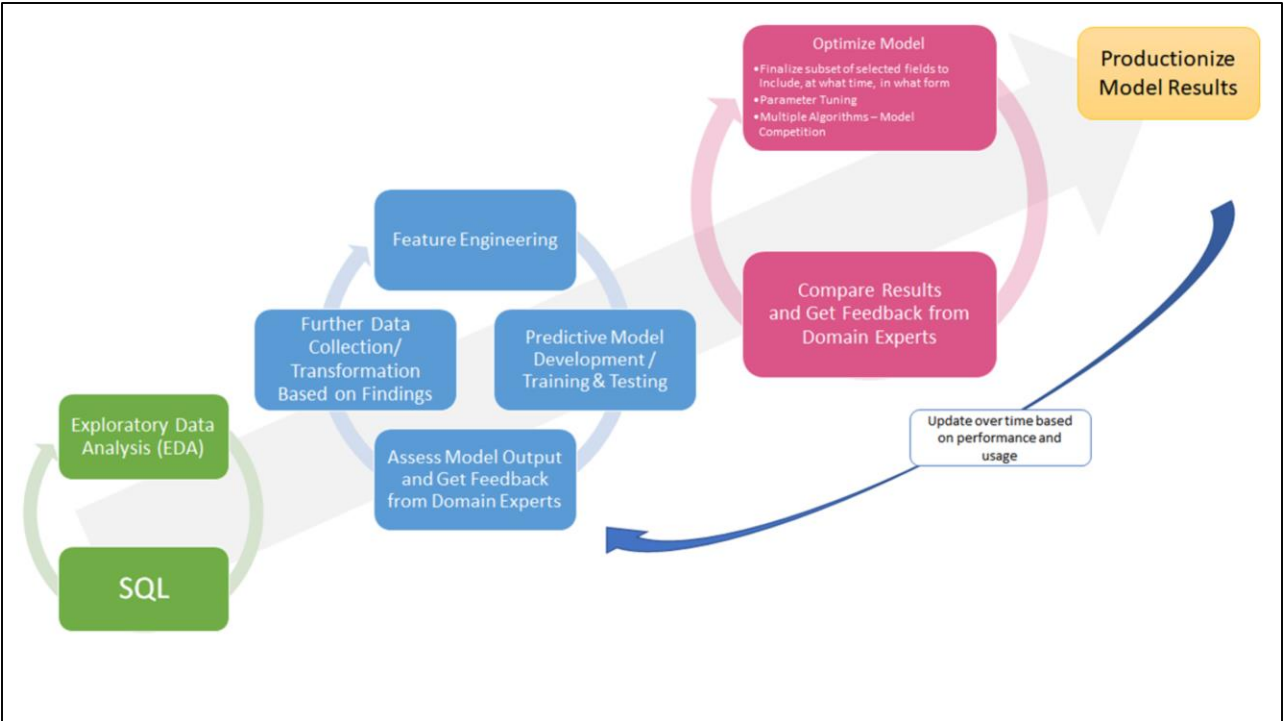 Optimize Model
•Finalize subset of selected fields to
Include, at what time, in what form
•Parameter Tuning
•Multiple Algorithms – Model
Competition
Productionize
Model Results
Feature Engineering
Compare Results
and Get Feedback from
Domain Experts
Further Data
Collection/
Transformation
Based on Findings
Predictive Model
Development /
Training & Testing
Exploratory Data
Analysis (EDA)
Update over time based
on performance and
usage
Assess Model Output
and Get Feedback
from Domain Experts
SQL